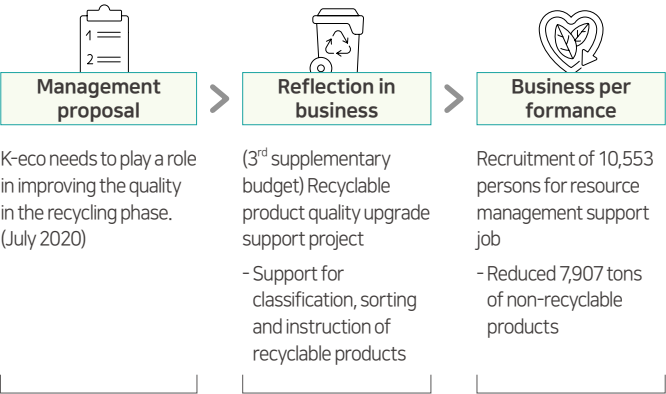 1
2
Management
proposal
K-eco needs to play a role
in improving the quality
in the recycling phase.
(July 2020)
Reflection in
business
(3rd supplementary
budget) Recyclable
product quality upgrade
support project
- Support for
classification, sorting
and instruction of
recyclable products
Business per
formance
Recruitment of 10,553
persons for resource
management support
job
- Reduced 7,907 tons
of non-recyclable
products